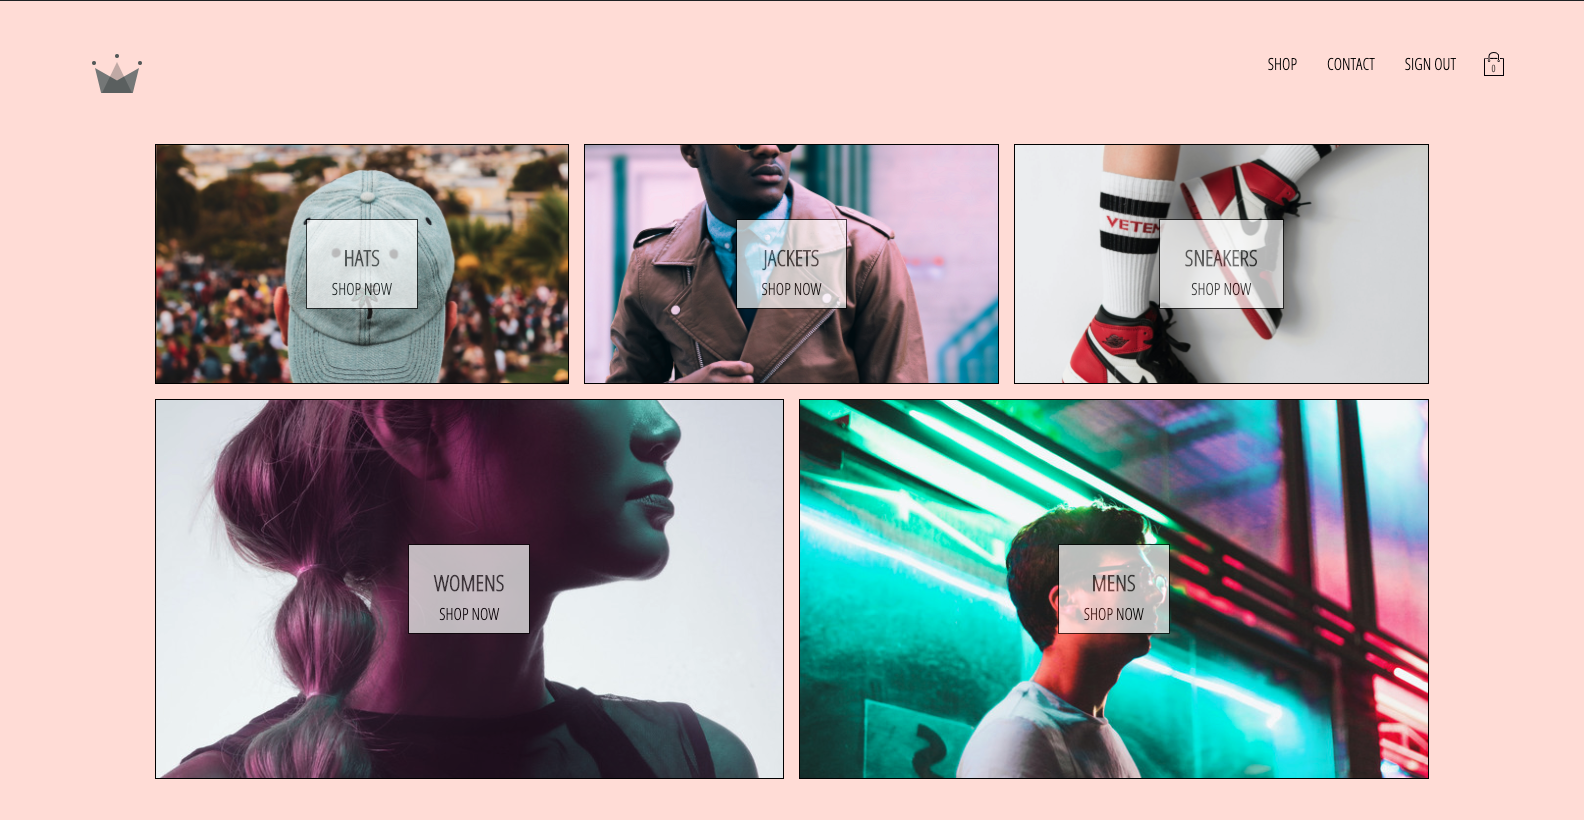 SHOP CONTACT SIGN OUT
0
HATS
SHOP NOW
JACKETS
SHOP NOW
VETEM
SNEAKERS
SHOP NOW
WOMENS
SHOP NOW
MENS
SHOP NOW